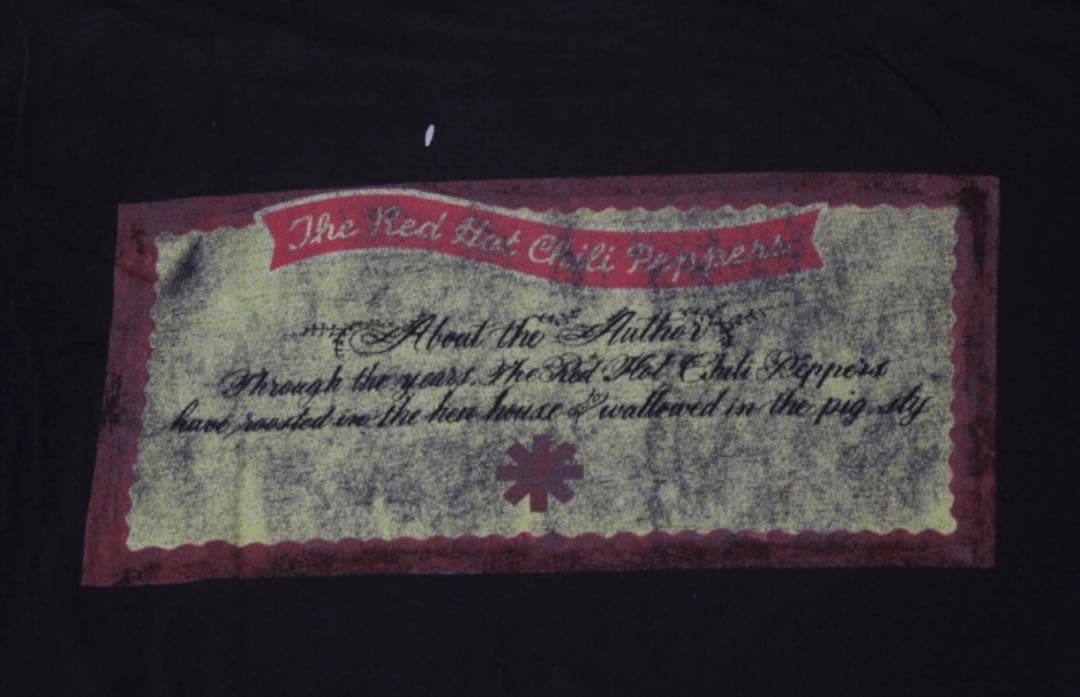 The Red Hot Chili Peppers
About the Author
Through the years, The Red Hot Chili Peppers
have roosted in the hen house & wallowed in the pig sty